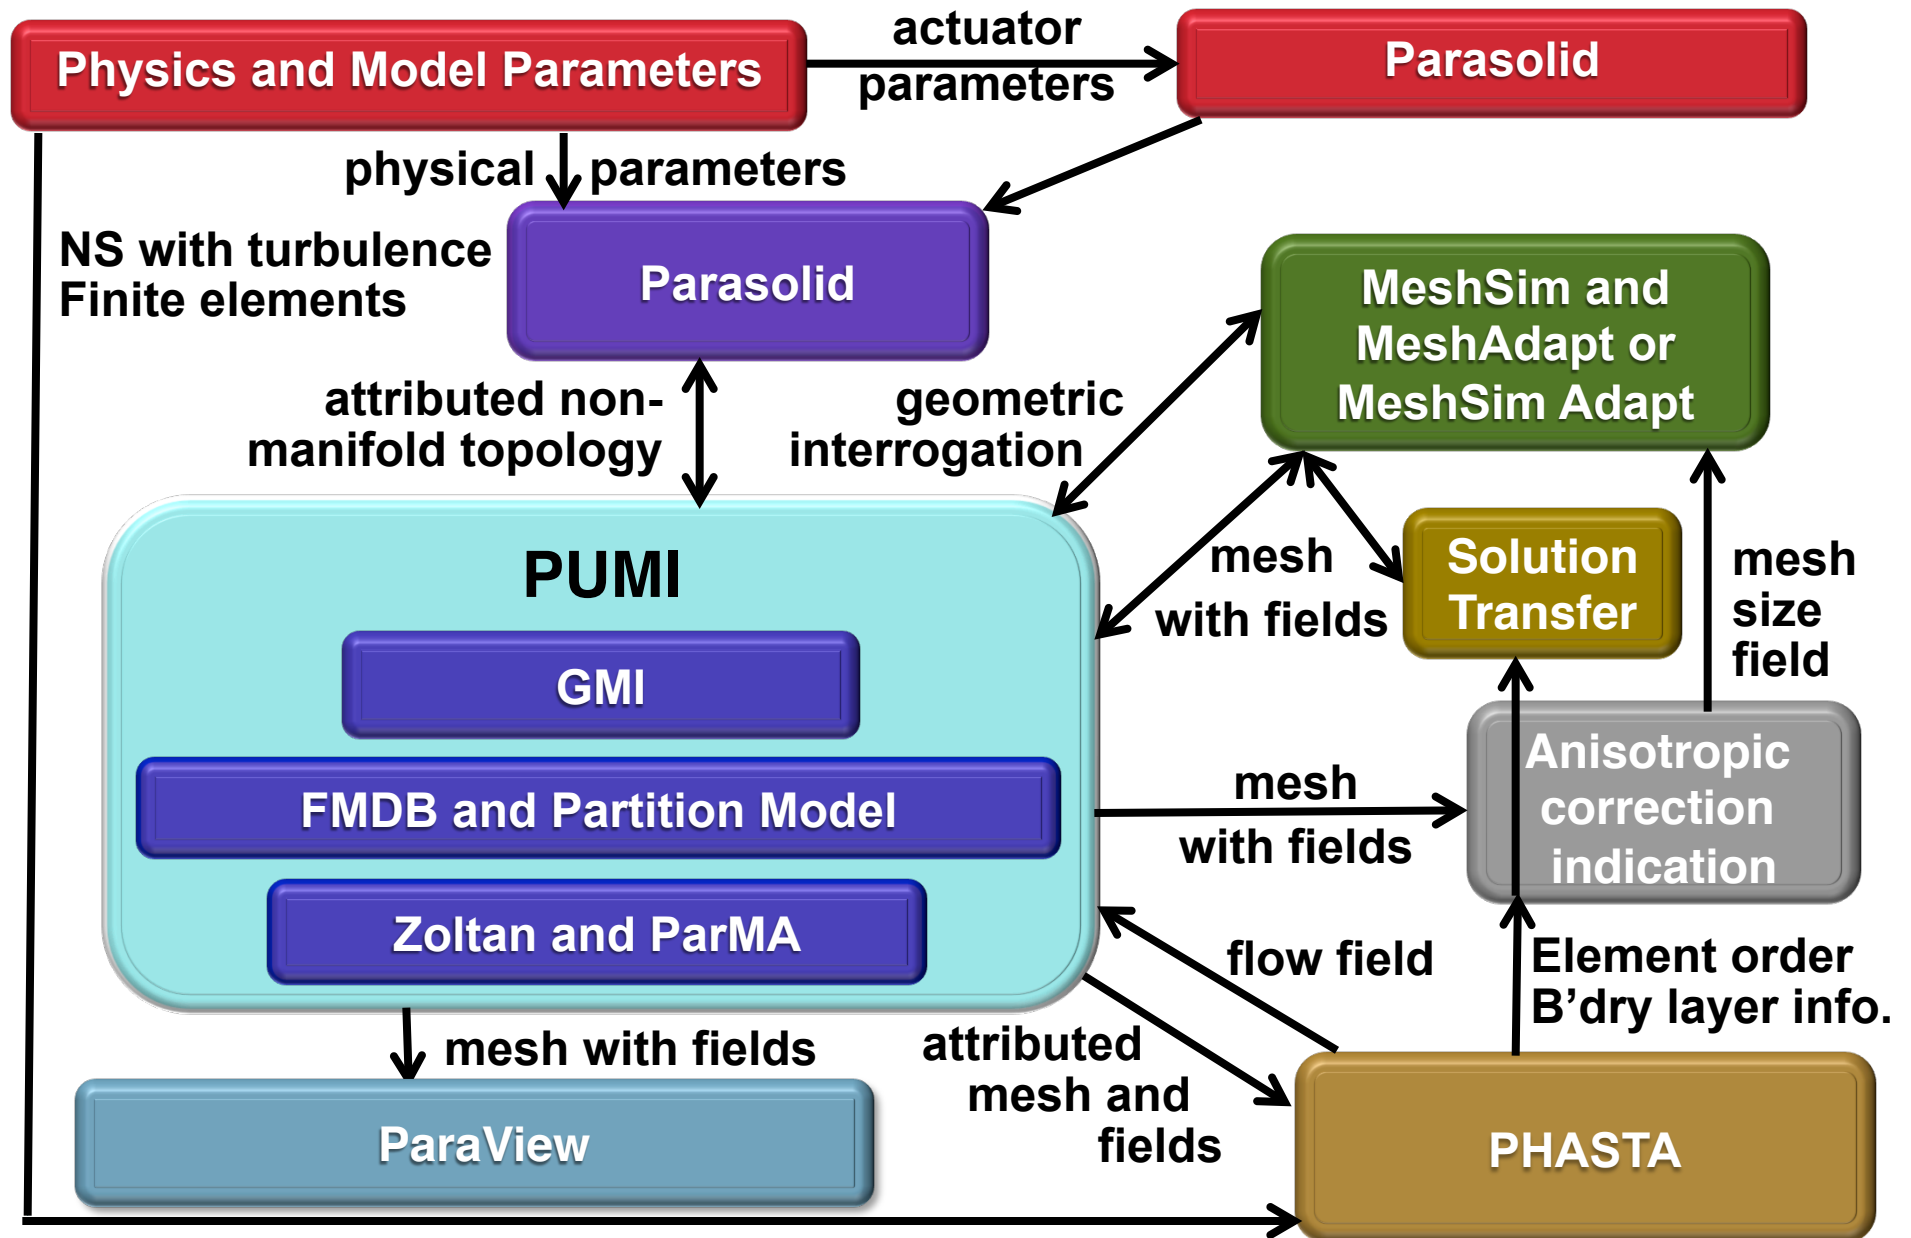 Physics and Model Parameters
actuator
parameters
Parasolid
physical parameters
NS with turbulence
Finite elements
Parasolid
MeshSim and
MeshAdapt or
MeshSim Adapt
attributed non-
manifold topology
geometric
interrogation
PUMI
GMI
FMDB and Partition Model
Zoltan and ParMA
mesh
with fields
Solution
Transfer
mesh
size
field
Anisotropic
correction
indication
mesh
with fields
flow field
Element order
B’dry layer info.
mesh with fields
attributed
mesh and
fields
ParaView
PHASTA